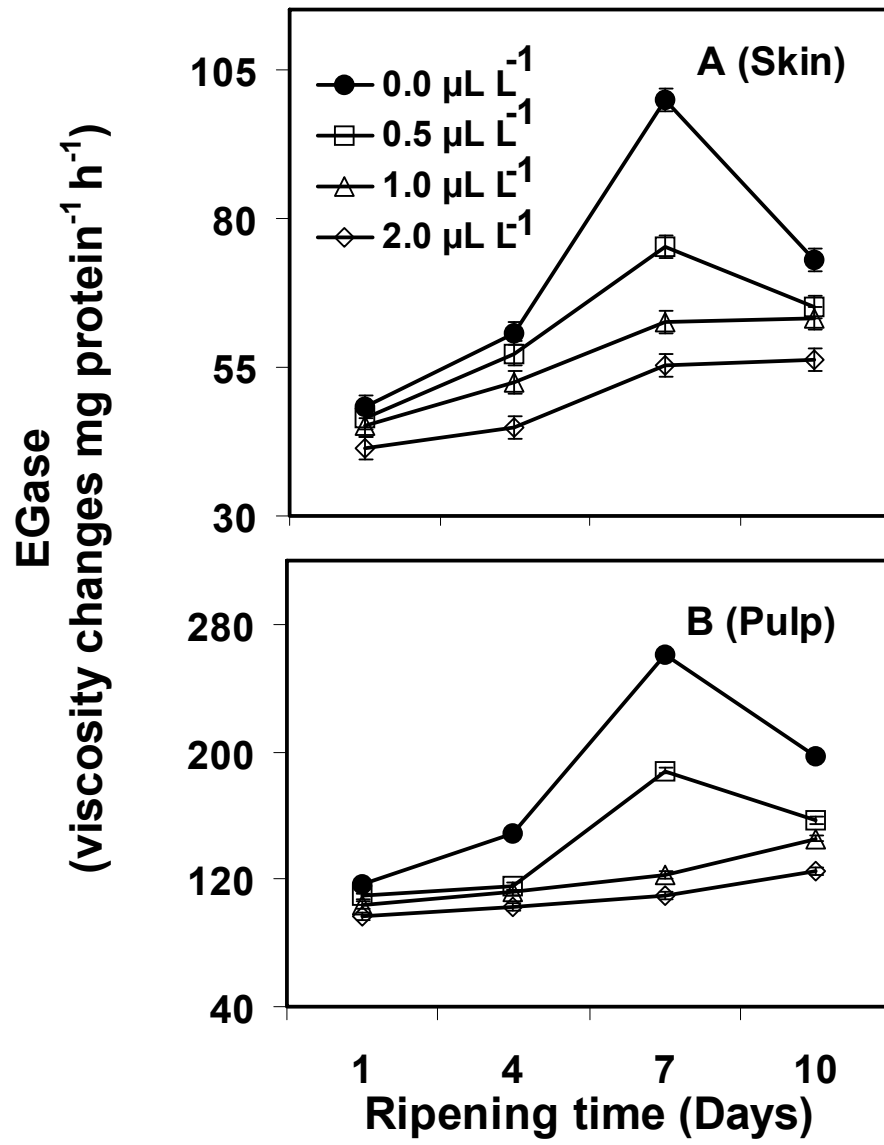 EGase
(viscosity changes mg protein⁻¹ h⁻¹)
A (Skin)
0.0 µL L⁻¹
0.5 µL L⁻¹
1.0 µL L⁻¹
2.0 µL L⁻¹
105
80
55
30
B (Pulp)
280
200
120
40
1 4 7 10
Ripening time (Days)